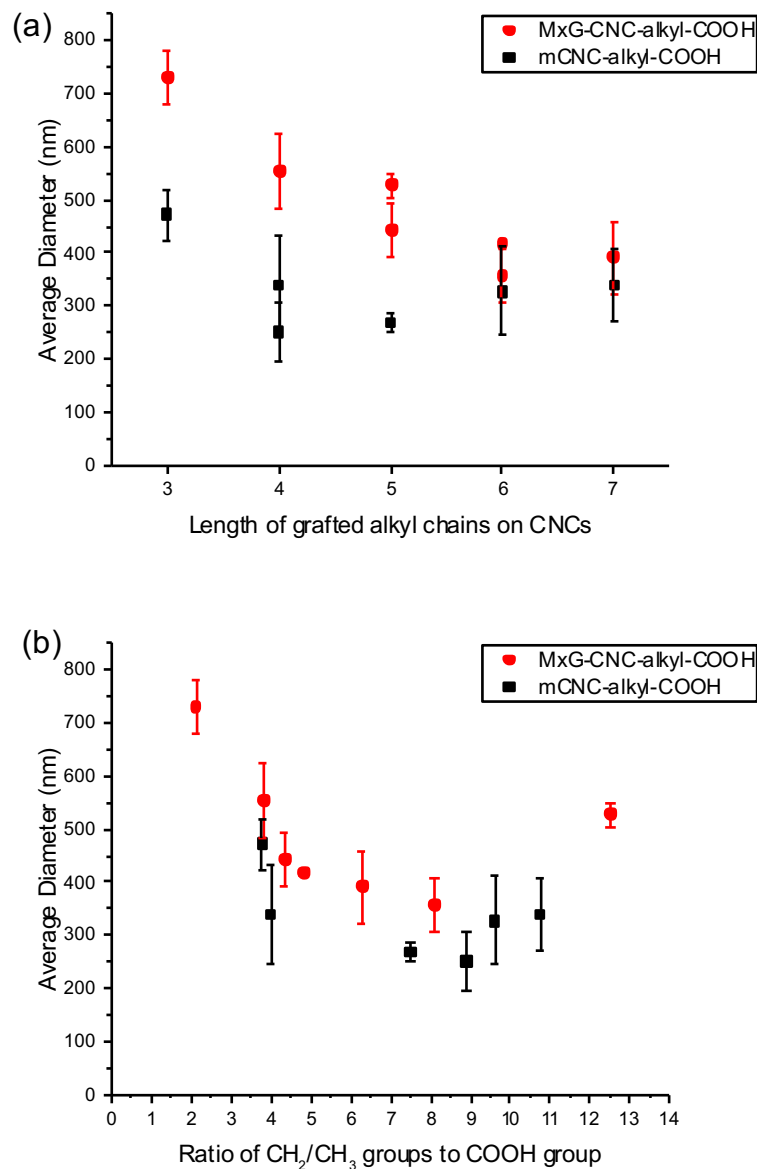 (a)
MxG-CNC-alkyl-COOH
mCNC-alkyl-COOH
800
700
600
500
400
300
200
100
0
Average Diameter (nm)
3 4 5 6 7
Length of grafted alkyl chains on CNCs
(b)
MxG-CNC-alkyl-COOH
mCNC-alkyl-COOH
800
700
600
500
400
300
200
100
0
Average Diameter (nm)
0 1 2 3 4 5 6 7 8 9 10 11 12 13 14
Ratio of CH₂/CH₃ groups to COOH group